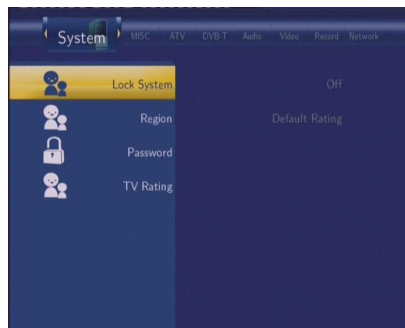 System MISC ATV DVB-T Audio Video Record Network
Lock System Off
Region Default Rating
Password
TV Rating